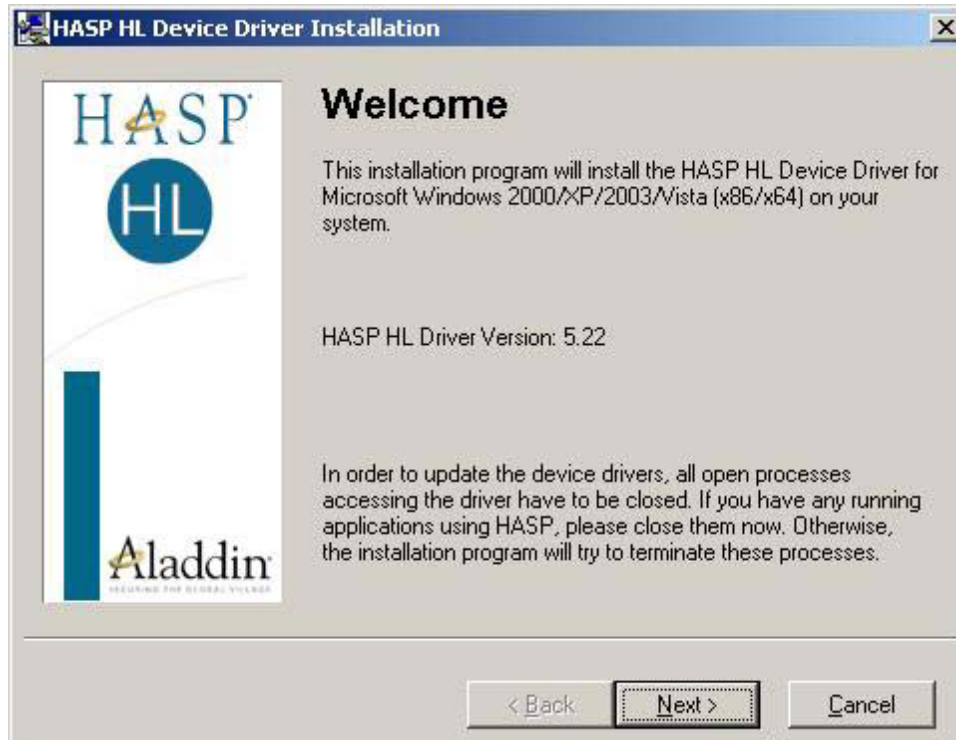 HASP HL Device Driver Installation
HASP
HL
Aladdin
SECURING THE GLOBAL VILLAGE
Welcome
This installation program will install the HASP HL Device Driver for
Microsoft Windows 2000/XP/2003/Vista (x86/x64) on your
system.
HASP HL Driver Version: 5.22
In order to update the device drivers, all open processes
accessing the driver have to be closed. If you have any running
applications using HASP, please close them now. Otherwise,
the installation program will try to terminate these processes.
< Back
Next >
Cancel